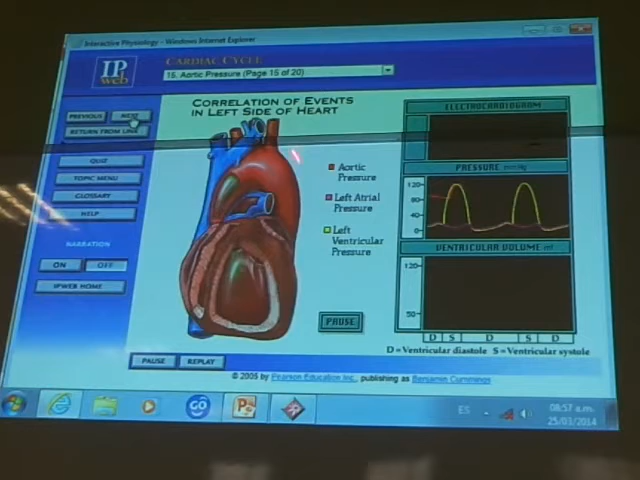 Interactive Physiology - Windows Internet Explorer
IP
web
CARDIAC CYCLE
15. Aortic Pressure (Page 15 of 20)
PREVIOUS
NEXT
RETURN FROM LINK
QUIZ
TOPIC MENU
GLOSSARY
HELP
NARRATION
ON
OFF
IPWEB HOME
CORRELATION OF EVENTS
IN LEFT SIDE OF HEART
Aortic
Pressure
Left Atrial
Pressure
Left
Ventricular
Pressure
PAUSE
ELECTROCARDIOGRAM
PRESSURE mmHg
120
80
40
0
VENTRICULAR VOLUME ml
120
50
D S D S D
D = Ventricular diastole S = Ventricular systole
PAUSE
REPLAY
© 2005 by Pearson Education Inc., publishing as Benjamin Cummings
GO
ES
08:57 a.m.
25/03/2014